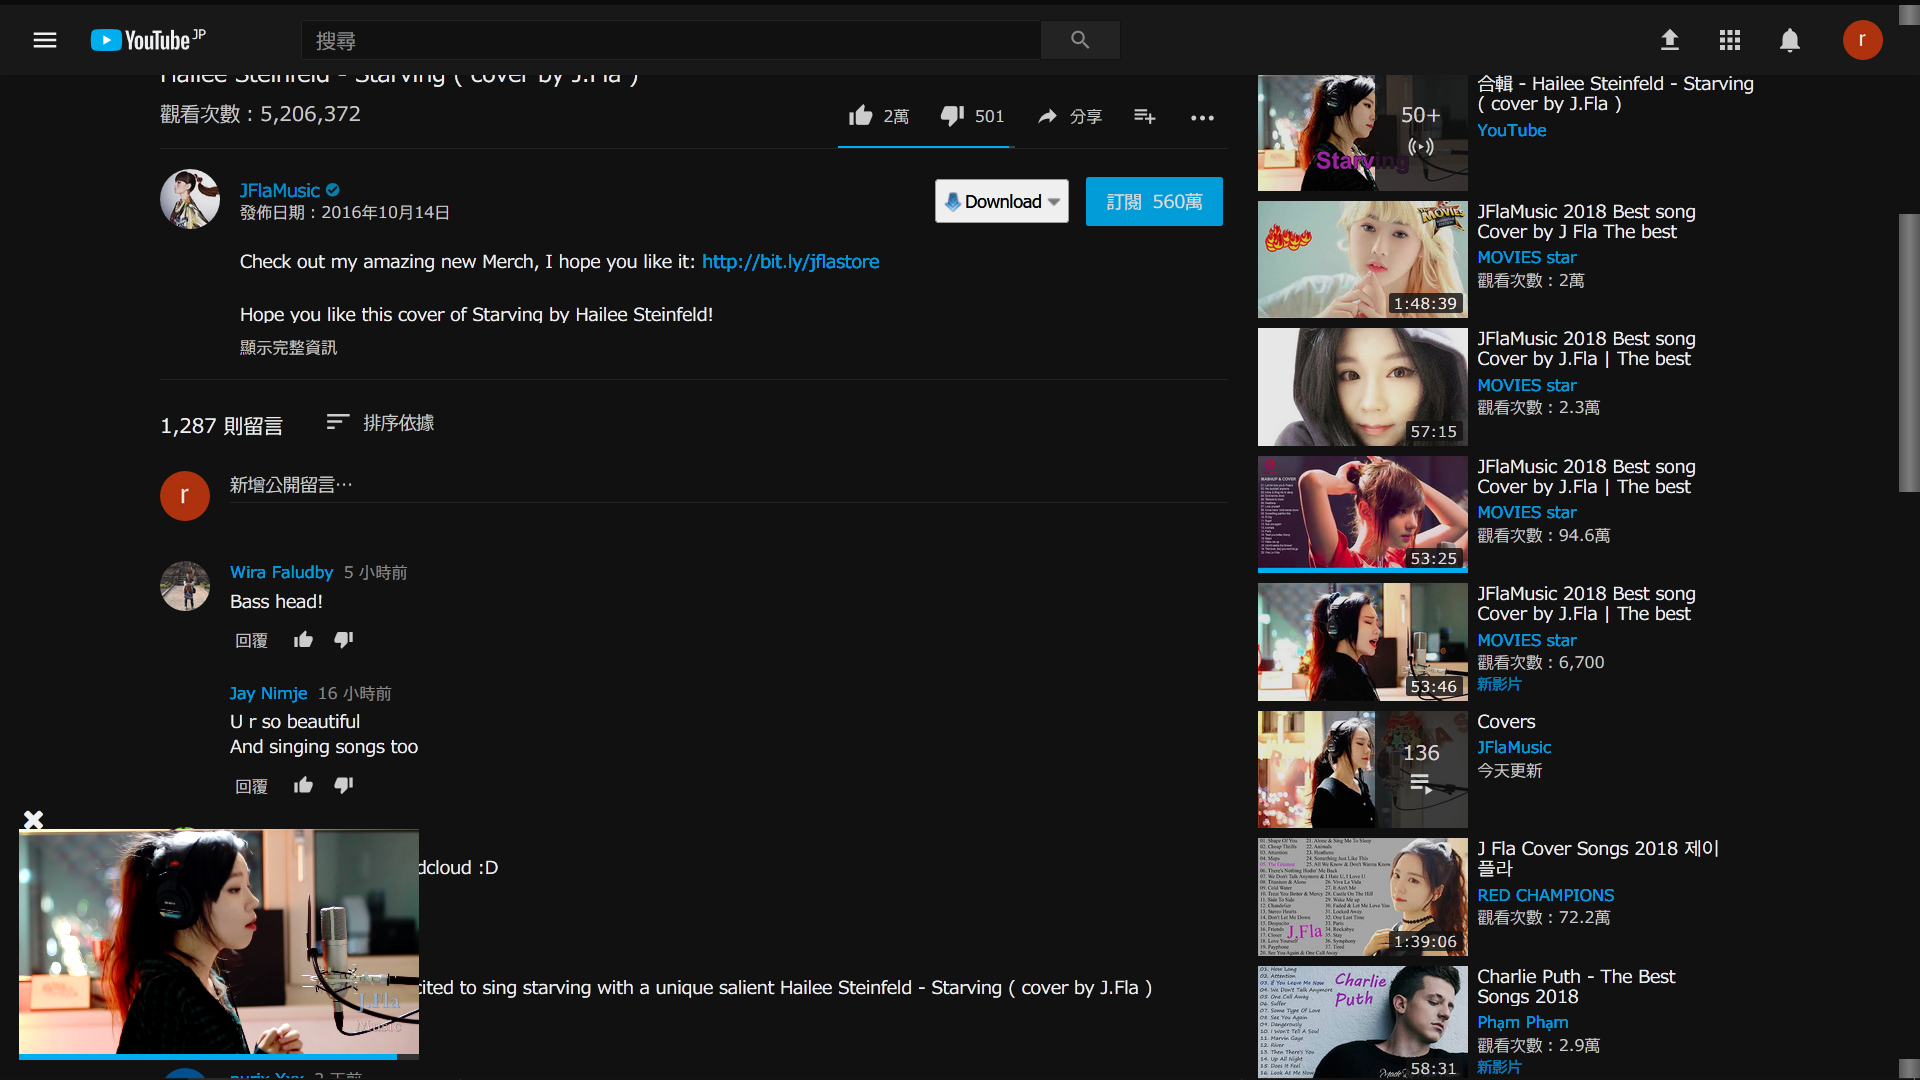 YouTube JP
搜尋
r
Hailee Steinfeld - Starving ( cover by J.Fla )
觀看次數：5,206,372
2萬
501
分享
JFlaMusic
發佈日期：2016年10月14日
Download
訂閱 560萬
Check out my amazing new Merch, I hope you like it: http://bit.ly/jflastore
Hope you like this cover of Starving by Hailee Steinfeld!
顯示完整資訊
1,287 則留言
排序依據
r
新增公開留言…
Wira Faludby 5 小時前
Bass head!
回覆
Jay Nimje 16 小時前
U r so beautiful
And singing songs too
回覆
dcloud :D
cited to sing starving with a unique salient Hailee Steinfeld - Starving ( cover by J.Fla )
J.fla
Music
50+
Starving
合輯 - Hailee Steinfeld - Starving
( cover by J.Fla )
YouTube
MOVIES
1:48:39
JFlaMusic 2018 Best song
Cover by J Fla The best
MOVIES star
觀看次數：2萬
57:15
JFlaMusic 2018 Best song
Cover by J.Fla | The best
MOVIES star
觀看次數：2.3萬
MASHUP & COVER
53:25
JFlaMusic 2018 Best song
Cover by J.Fla | The best
MOVIES star
觀看次數：94.6萬
53:46
JFlaMusic 2018 Best song
Cover by J.Fla | The best
MOVIES star
觀看次數：6,700
新影片
136
Covers
JFlaMusic
今天更新
J.Fla
1:39:06
J Fla Cover Songs 2018 제이
플라
RED CHAMPIONS
觀看次數：72.2萬
Charlie
Puth
58:31
Charlie Puth - The Best
Songs 2018
Phạm Phạm
觀看次數：2.9萬
新影片